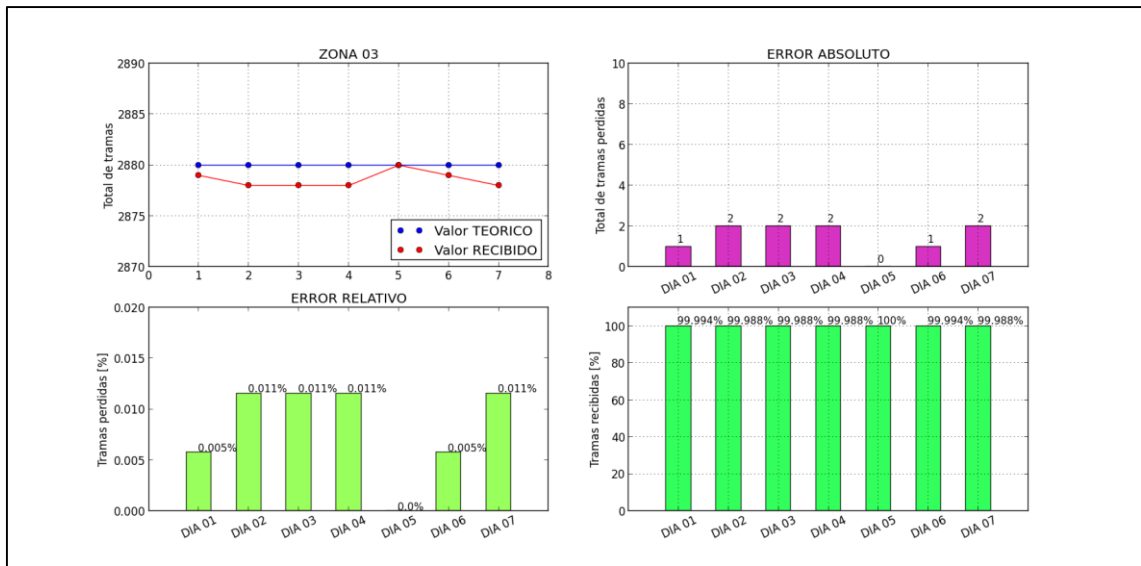 ZONA 03
Total de tramas
2890
2885
2880
2875
2870
0 1 2 3 4 5 6 7 8
Valor TEORICO
Valor RECIBIDO
ERROR ABSOLUTO
Total de tramas perdidas
10
8
6
4
2
0
1 2 2 2 0 1 2
DIA 01 DIA 02 DIA 03 DIA 04 DIA 05 DIA 06 DIA 07
ERROR RELATIVO
Tramas perdidas [%]
0.020
0.015
0.010
0.005
0.000
0.005% 0.011% 0.011% 0.011% 0.0% 0.005% 0.011%
DIA 01 DIA 02 DIA 03 DIA 04 DIA 05 DIA 06 DIA 07
Tramas recibidas [%]
100
80
60
40
20
0
99.994% 99.988% 99.988% 99.988% 100% 99.994% 99.988%
DIA 01 DIA 02 DIA 03 DIA 04 DIA 05 DIA 06 DIA 07